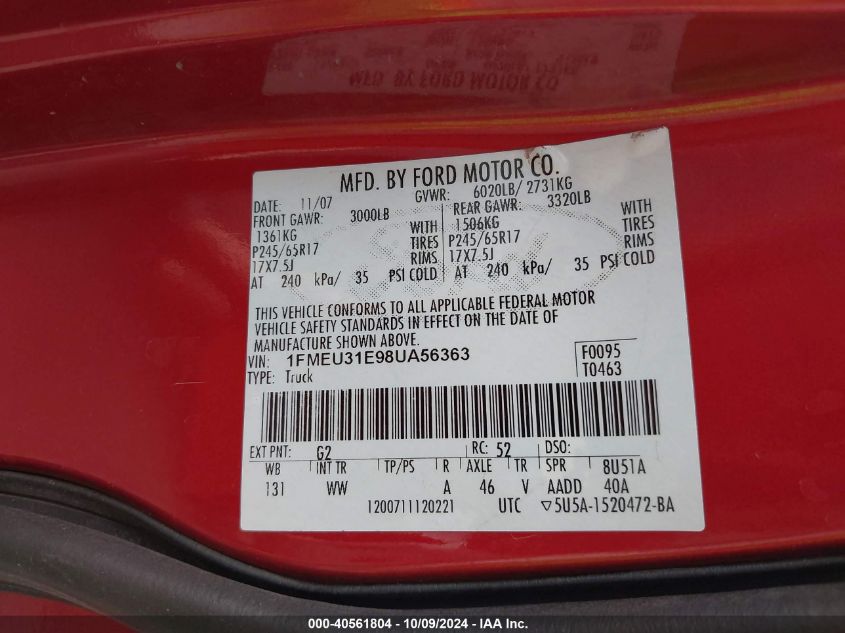 MFD. BY FORD MOTOR CO.
DATE: 11/07 GVWR: 6020LB/ 2731KG
FRONT GAWR: 3000LB REAR GAWR: 3320LB
1361KG WITH 1506KG WITH
P245/65R17 TIRES P245/65R17 TIRES
17X7.5J RIMS 17X7.5J RIMS
AT 240 kPa/ 35 PSI COLD AT 240 kPa/ 35 PSI COLD
THIS VEHICLE CONFORMS TO ALL APPLICABLE FEDERAL MOTOR
VEHICLE SAFETY STANDARDS IN EFFECT ON THE DATE OF
MANUFACTURE SHOWN ABOVE.
VIN: 1FMEU31E98UA56363 F0095
TYPE: Truck T0463
EXT PNT: G2 RC: 52 DSO:
WB INT TR TP/PS R AXLE TR SPR 8U51A
131 WW A 46 V AADD 40A
1200711120221 UTC ▽5U5A-1520472-BA
000-40561804 - 10/09/2024 - IAA Inc.